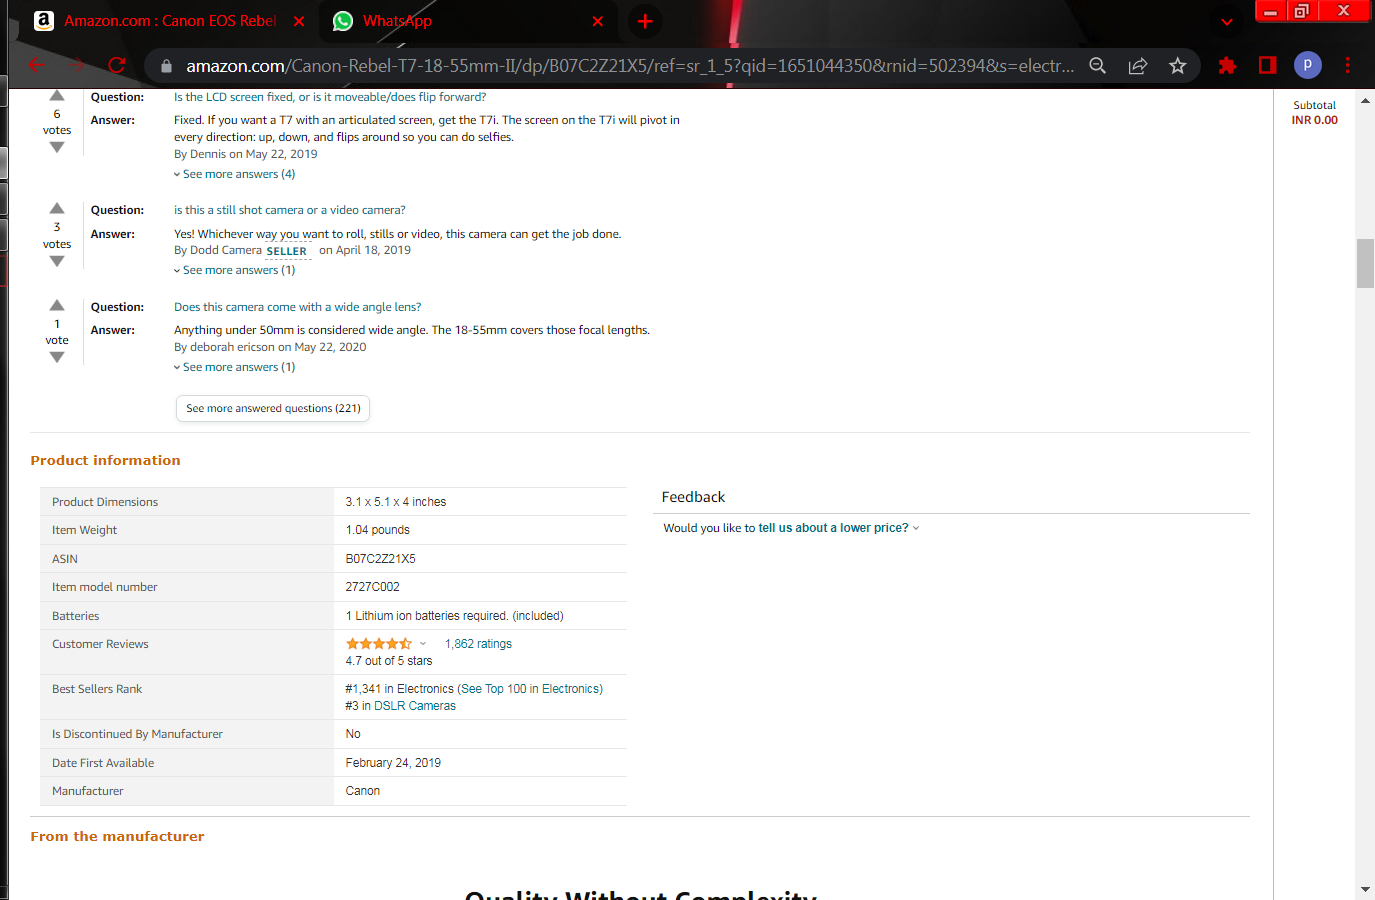 Amazon.com : Canon EOS Rebel
WhatsApp
amazon.com/Canon-Rebel-T7-18-55mm-II/dp/B07C2Z21X5/ref=sr_1_5?qid=1651044350&rnid=502394&s=electr...
P
Subtotal
INR 0.00
6
votes
Question: Is the LCD screen fixed, or is it moveable/does flip forward?
Answer: Fixed. If you want a T7 with an articulated screen, get the T7i. The screen on the T7i will pivot in
every direction: up, down, and flips around so you can do selfies.
By Dennis on May 22, 2019
See more answers (4)
3
votes
Question: is this a still shot camera or a video camera?
Answer: Yes! Whichever way you want to roll, stills or video, this camera can get the job done.
By Dodd Camera SELLER on April 18, 2019
See more answers (1)
1
vote
Question: Does this camera come with a wide angle lens?
Answer: Anything under 50mm is considered wide angle. The 18-55mm covers those focal lengths.
By deborah ericson on May 22, 2020
See more answers (1)
See more answered questions (221)
Product information
Product Dimensions 3.1 x 5.1 x 4 inches
Item Weight 1.04 pounds
ASIN B07C2Z21X5
Item model number 2727C002
Batteries 1 Lithium ion batteries required. (included)
Customer Reviews 1,862 ratings
4.7 out of 5 stars
Best Sellers Rank #1,341 in Electronics (See Top 100 in Electronics)
#3 in DSLR Cameras
Is Discontinued By Manufacturer No
Date First Available February 24, 2019
Manufacturer Canon
Feedback
Would you like to tell us about a lower price?
From the manufacturer
Quality Without Complexity